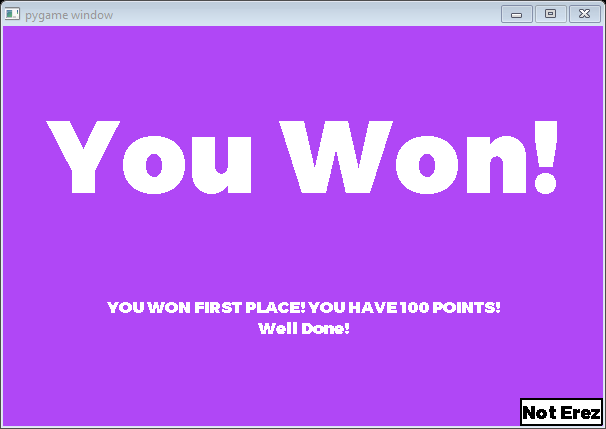 pygame window
You Won!
YOU WON FIRST PLACE! YOU HAVE 100 POINTS!
Well Done!
Not Erez